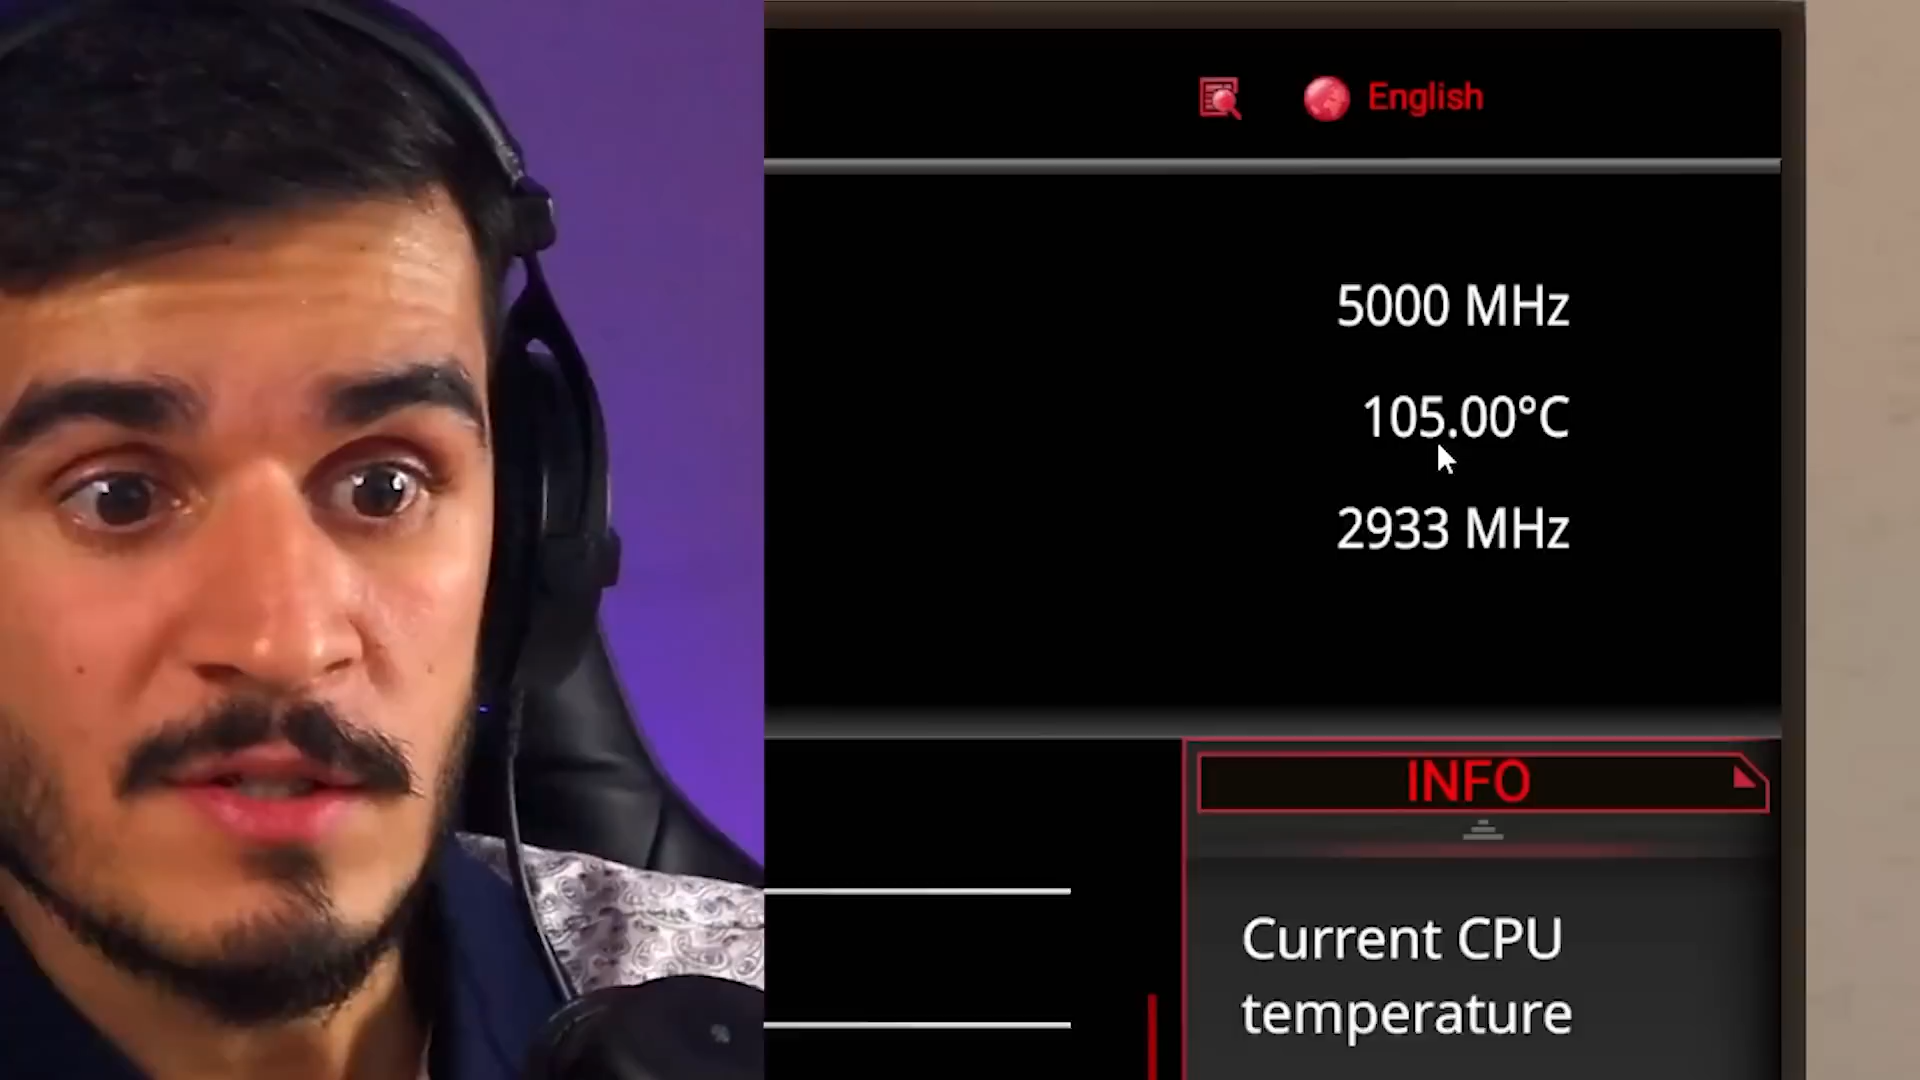 English
5000 MHz
105.00°C
2933 MHz
INFO
Current CPU
temperature